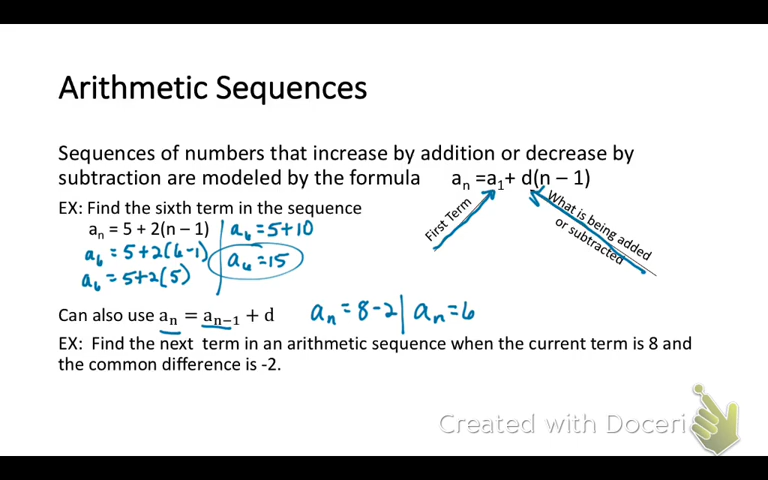 Arithmetic Sequences
Sequences of numbers that increase by addition or decrease by
subtraction are modeled by the formula aₙ =a₁+ d(n – 1)
First Term
What is being added
or subtracted
EX: Find the sixth term in the sequence
aₙ = 5 + 2(n – 1)
a₆ = 5+2(6-1)
a₆ = 5+2(5)
a₆ = 5+10
a₆ = 15
Can also use aₙ = aₙ₋₁ + d
aₙ = 8-2 | aₙ = 6
EX: Find the next term in an arithmetic sequence when the current term is 8 and
the common difference is -2.
Created with Doceri